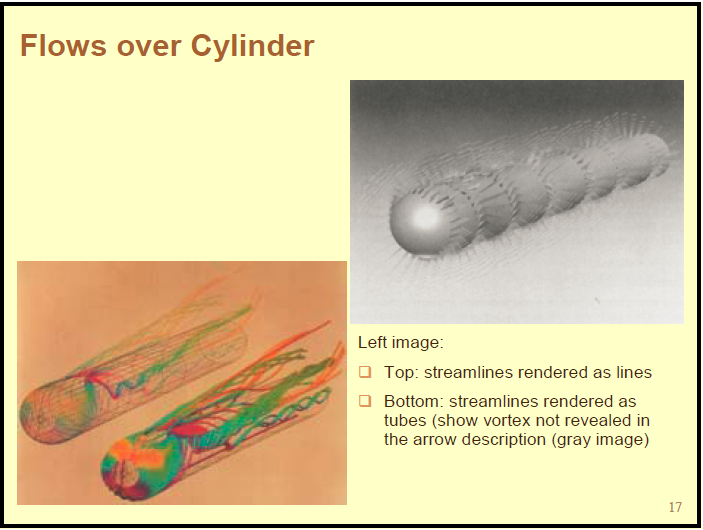 Flows over Cylinder
Left image:
❑ Top: streamlines rendered as lines
❑ Bottom: streamlines rendered as
tubes (show vortex not revealed in
the arrow description (gray image)
17